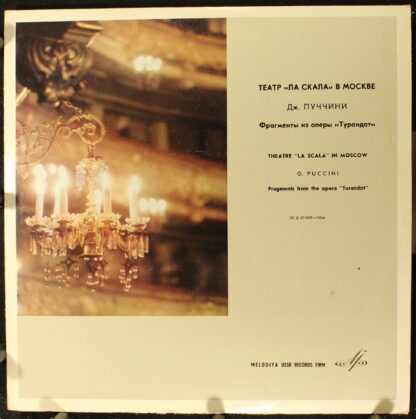 ТЕАТР «ЛА СКАЛА» В МОСКВЕ
Дж. ПУЧЧИНИ
Фрагменты из оперы «Турандот»
THEATRE "LA SCALA" IN MOSCOW
G. PUCCINI
Fragments from the opera "Turandot"
MELODIYA USSR RECORDS FIRM